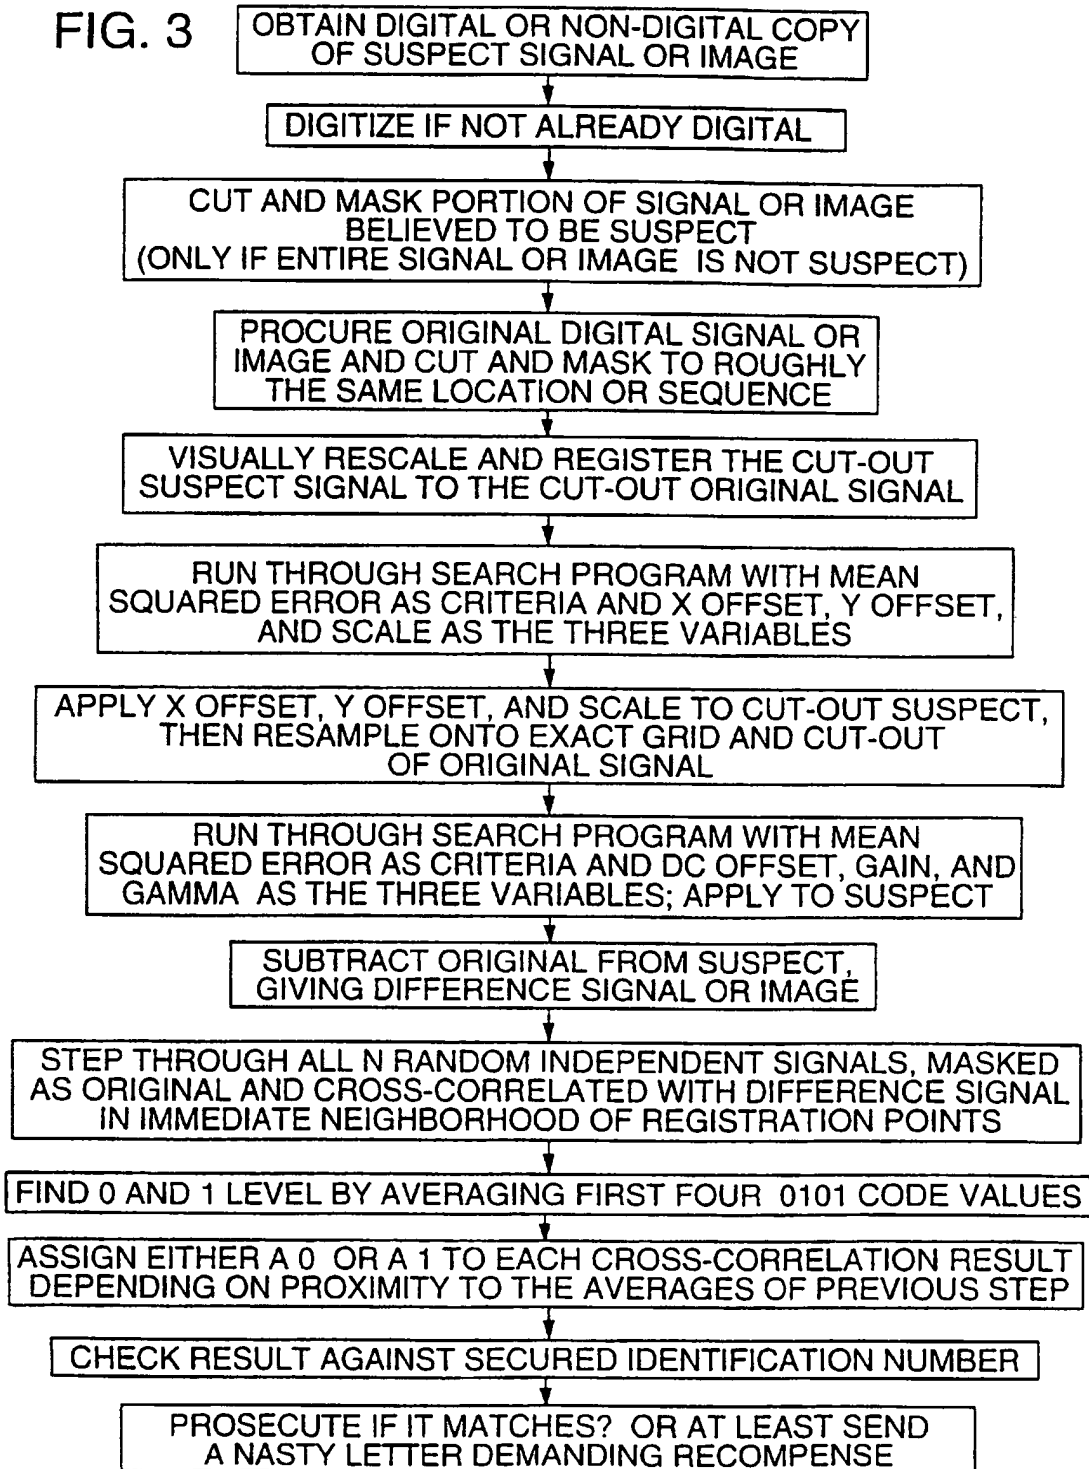 FIG. 3
OBTAIN DIGITAL OR NON-DIGITAL COPY
OF SUSPECT SIGNAL OR IMAGE
DIGITIZE IF NOT ALREADY DIGITAL
CUT AND MASK PORTION OF SIGNAL OR IMAGE
BELIEVED TO BE SUSPECT
(ONLY IF ENTIRE SIGNAL OR IMAGE IS NOT SUSPECT)
PROCURE ORIGINAL DIGITAL SIGNAL OR
IMAGE AND CUT AND MASK TO ROUGHLY
THE SAME LOCATION OR SEQUENCE
VISUALLY RESCALE AND REGISTER THE CUT-OUT
SUSPECT SIGNAL TO THE CUT-OUT ORIGINAL SIGNAL
RUN THROUGH SEARCH PROGRAM WITH MEAN
SQUARED ERROR AS CRITERIA AND X OFFSET, Y OFFSET,
AND SCALE AS THE THREE VARIABLES
APPLY X OFFSET, Y OFFSET, AND SCALE TO CUT-OUT SUSPECT,
THEN RESAMPLE ONTO EXACT GRID AND CUT-OUT
OF ORIGINAL SIGNAL
RUN THROUGH SEARCH PROGRAM WITH MEAN
SQUARED ERROR AS CRITERIA AND DC OFFSET, GAIN, AND
GAMMA AS THE THREE VARIABLES; APPLY TO SUSPECT
SUBTRACT ORIGINAL FROM SUSPECT,
GIVING DIFFERENCE SIGNAL OR IMAGE
STEP THROUGH ALL N RANDOM INDEPENDENT SIGNALS, MASKED
AS ORIGINAL AND CROSS-CORRELATED WITH DIFFERENCE SIGNAL
IN IMMEDIATE NEIGHBORHOOD OF REGISTRATION POINTS
FIND 0 AND 1 LEVEL BY AVERAGING FIRST FOUR 0101 CODE VALUES
ASSIGN EITHER A 0 OR A 1 TO EACH CROSS-CORRELATION RESULT
DEPENDING ON PROXIMITY TO THE AVERAGES OF PREVIOUS STEP
CHECK RESULT AGAINST SECURED IDENTIFICATION NUMBER
PROSECUTE IF IT MATCHES? OR AT LEAST SEND
A NASTY LETTER DEMANDING RECOMPENSE